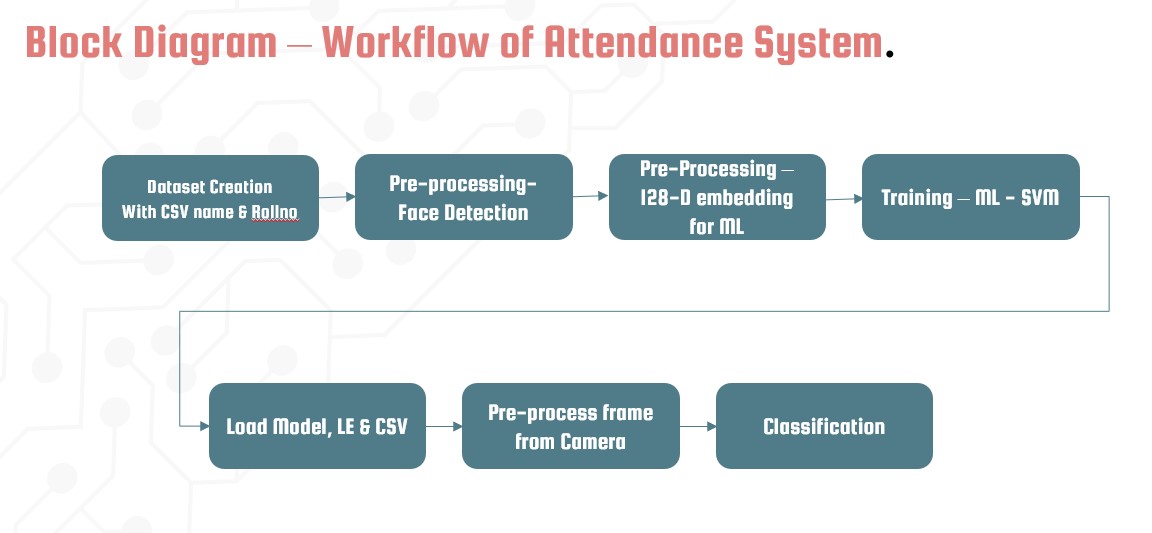 Block Diagram – Workflow of Attendance System.
Dataset Creation
With CSV name & Rollno
Pre-processing-
Face Detection
Pre-Processing –
128-D embedding
for ML
Training – ML - SVM
Load Model, LE & CSV
Pre-process frame
from Camera
Classification